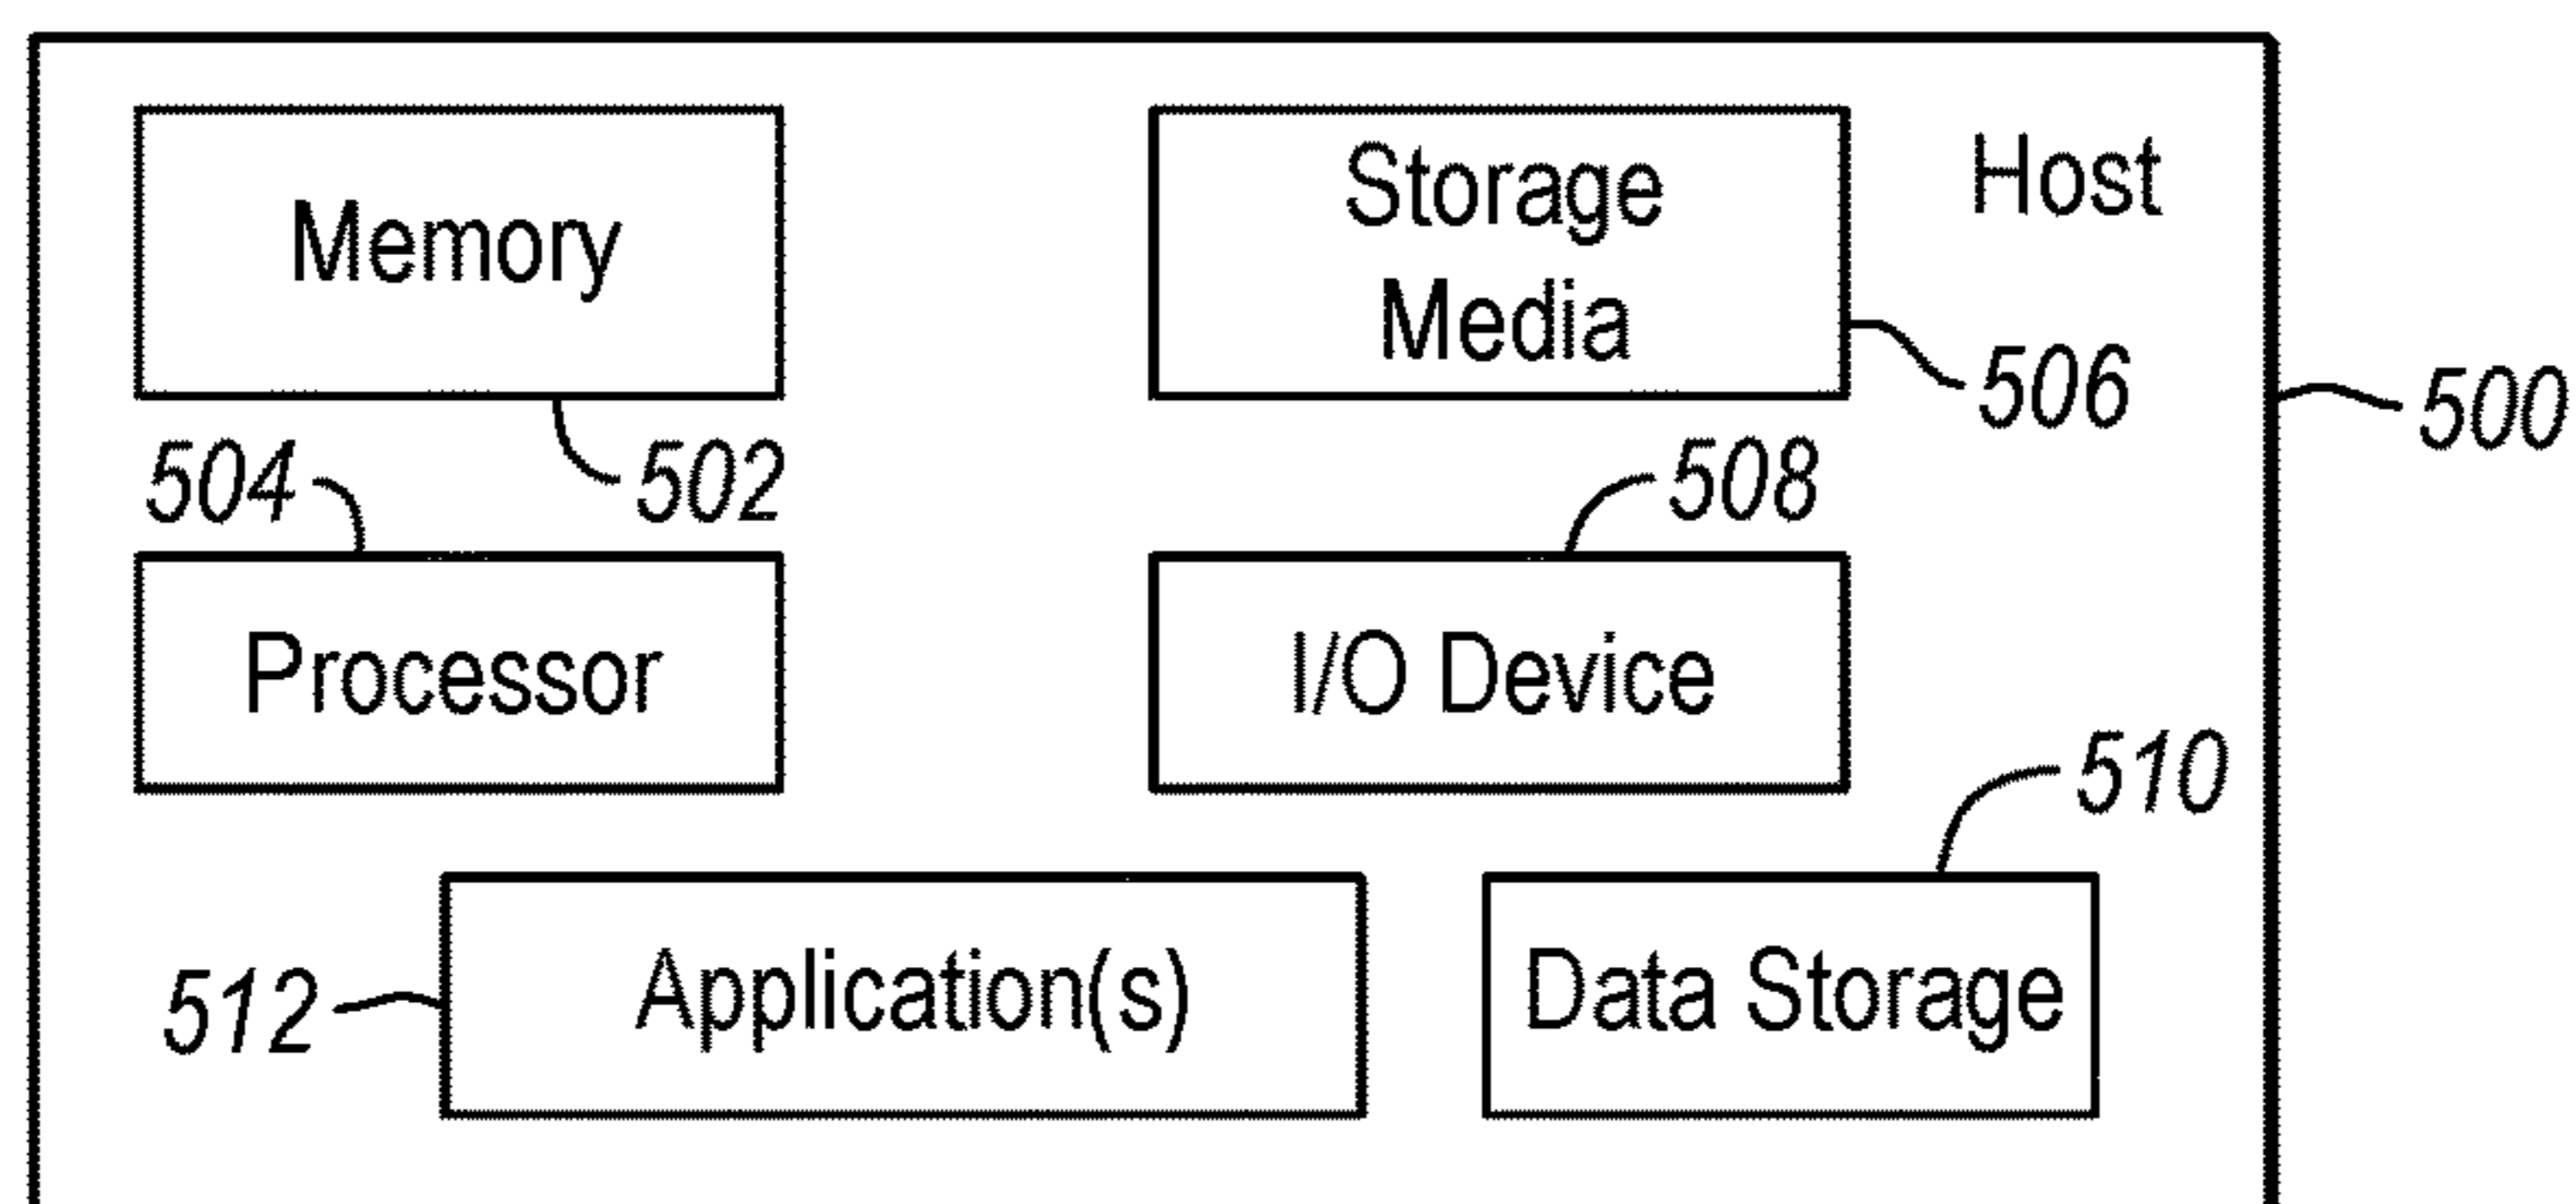 Memory
Storage
Media
Host
506
500
504
502
508
Processor
I/O Device
510
512
Application(s)
Data Storage